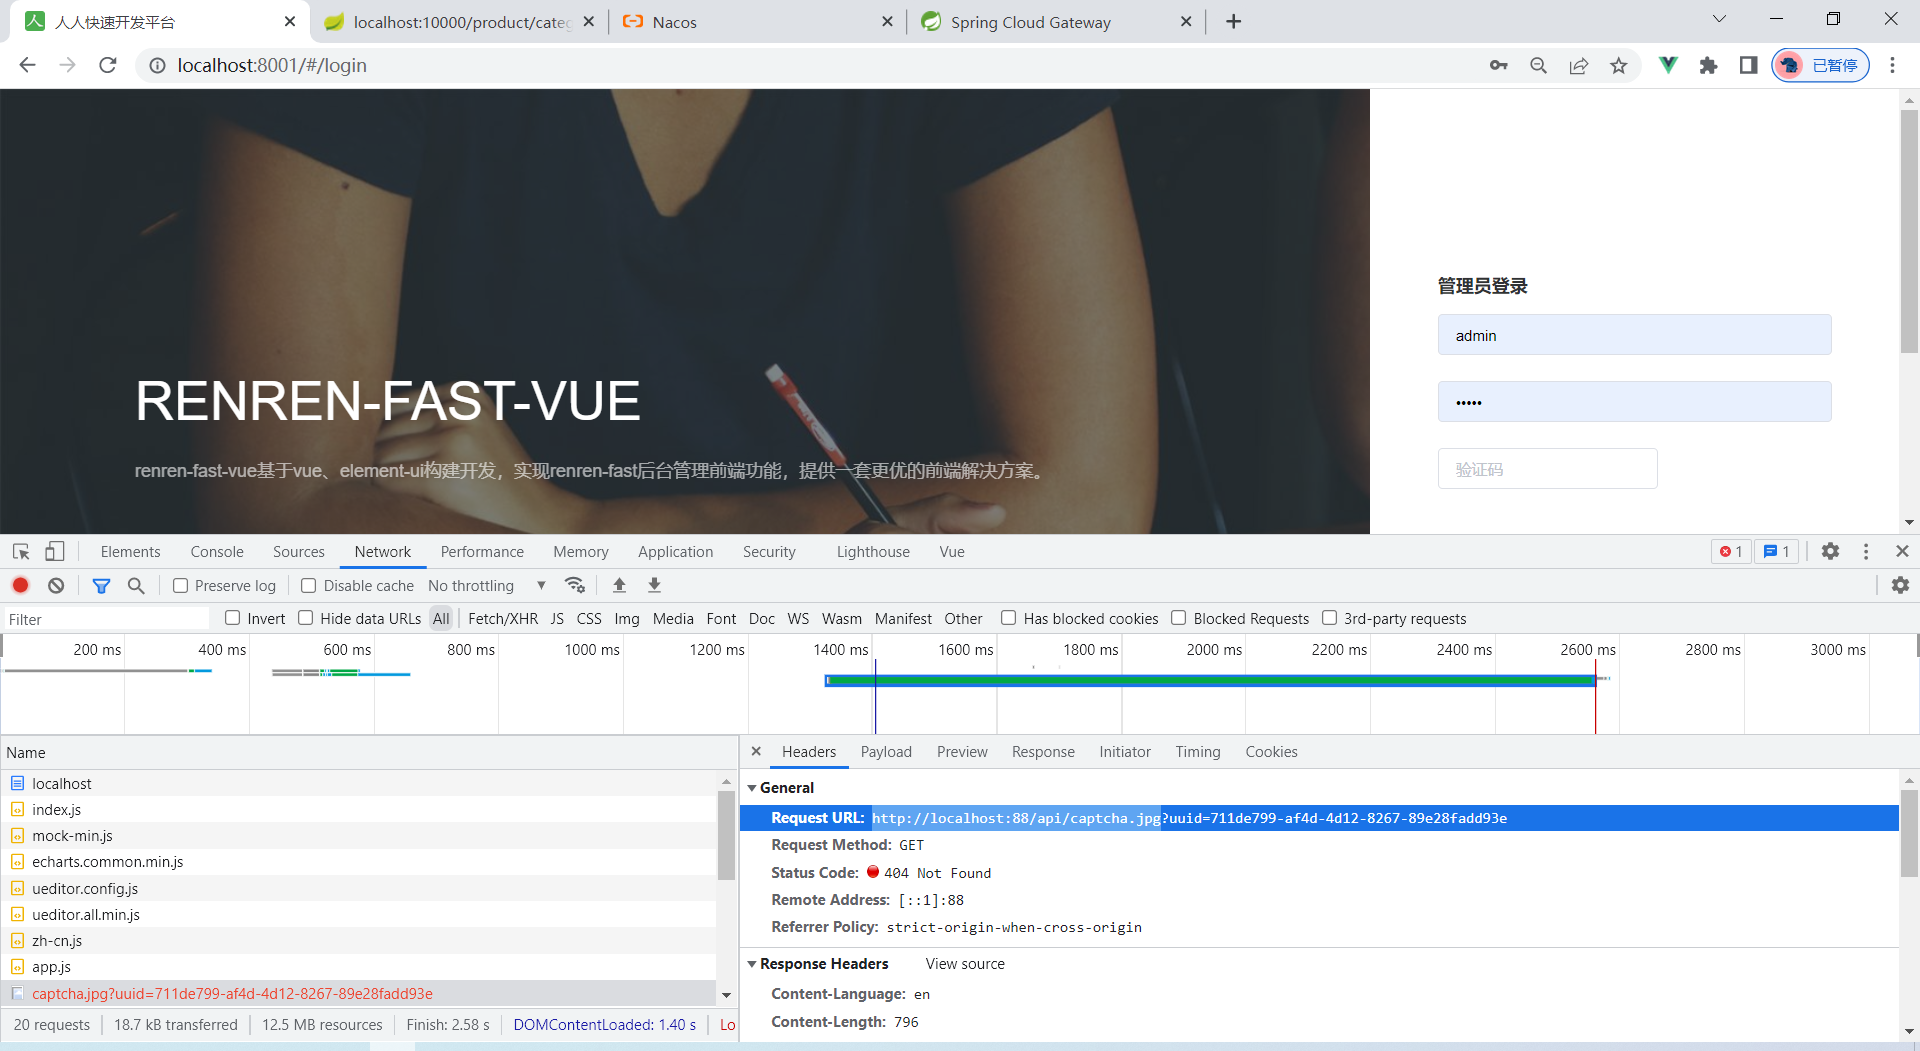 人人快速开发平台
localhost:10000/product/categ
Nacos
Spring Cloud Gateway
localhost:8001/#/login
已暂停
管理员登录
admin
•••••
验证码
RENREN-FAST-VUE
renren-fast-vue基于vue、element-ui构建开发，实现renren-fast后台管理前端功能，提供一套更优的前端解决方案。
Elements Console Sources Network Performance Memory Application Security Lighthouse Vue 1 1
Preserve log Disable cache No throttling
Filter Invert Hide data URLs All Fetch/XHR JS CSS Img Media Font Doc WS Wasm Manifest Other Has blocked cookies Blocked Requests 3rd-party requests
200 ms 400 ms 600 ms 800 ms 1000 ms 1200 ms 1400 ms 1600 ms 1800 ms 2000 ms 2200 ms 2400 ms 2600 ms 2800 ms 3000 ms
Name
localhost
index.js
mock-min.js
echarts.common.min.js
ueditor.config.js
ueditor.all.min.js
zh-cn.js
app.js
captcha.jpg?uuid=711de799-af4d-4d12-8267-89e28fadd93e
20 requests 18.7 kB transferred 12.5 MB resources Finish: 2.58 s DOMContentLoaded: 1.40 s Lo
Headers Payload Preview Response Initiator Timing Cookies
General
Request URL: http://localhost:88/api/captcha.jpg?uuid=711de799-af4d-4d12-8267-89e28fadd93e
Request Method: GET
Status Code: 404 Not Found
Remote Address: [::1]:88
Referrer Policy: strict-origin-when-cross-origin
Response Headers View source
Content-Language: en
Content-Length: 796